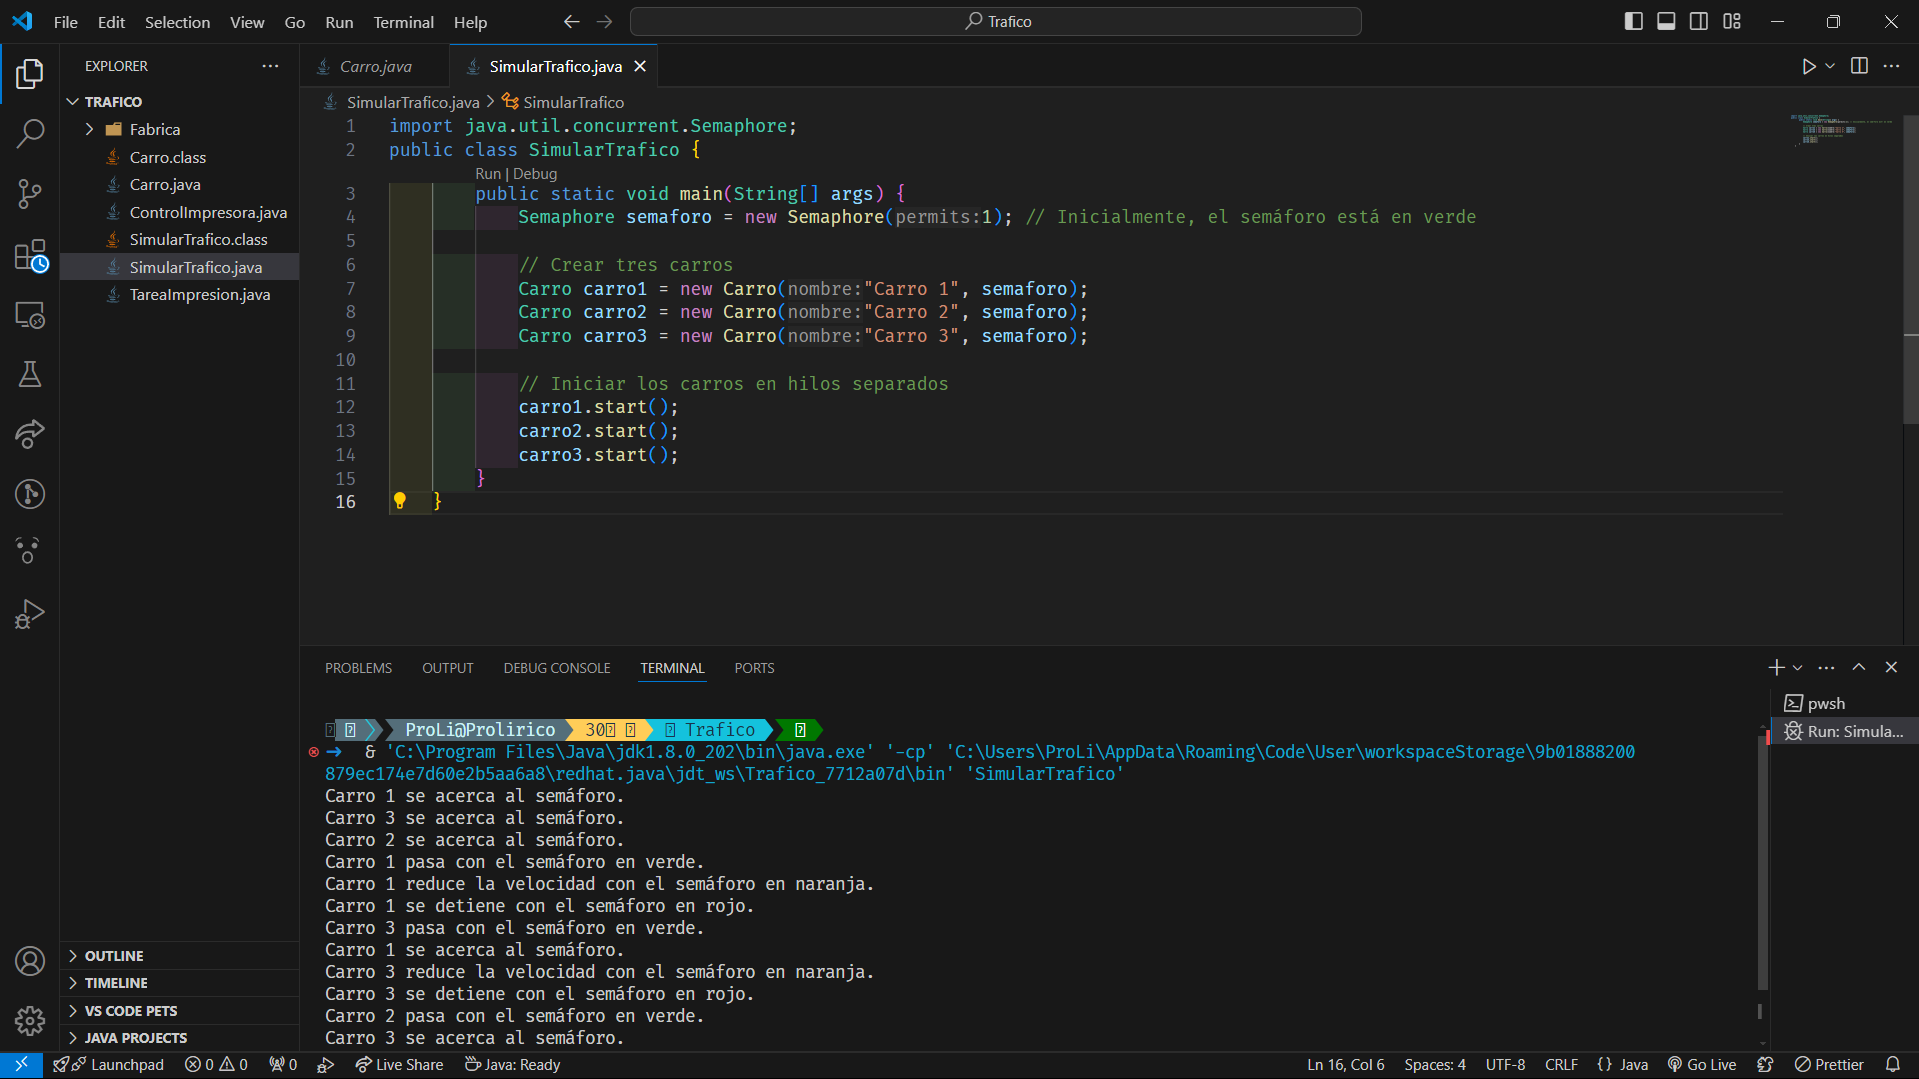 File Edit Selection View Go Run Terminal Help
Trafico
EXPLORER
TRAFICO
Fabrica
Carro.class
Carro.java
ControlImpresora.java
SimularTrafico.class
SimularTrafico.java
TareaImpresion.java
OUTLINE
TIMELINE
VS CODE PETS
JAVA PROJECTS
Carro.java
SimularTrafico.java
SimularTrafico.java > SimularTrafico
1 import java.util.concurrent.Semaphore;
2 public class SimularTrafico {
Run | Debug
3 public static void main(String[] args) {
4 Semaphore semaforo = new Semaphore(permits:1); // Inicialmente, el semáforo está en verde
5
6 // Crear tres carros
7 Carro carro1 = new Carro(nombre:"Carro 1", semaforo);
8 Carro carro2 = new Carro(nombre:"Carro 2", semaforo);
9 Carro carro3 = new Carro(nombre:"Carro 3", semaforo);
10
11 // Iniciar los carros en hilos separados
12 carro1.start();
13 carro2.start();
14 carro3.start();
15 }
16 }
PROBLEMS OUTPUT DEBUG CONSOLE TERMINAL PORTS
pwsh
Run: Simula...
ProLi@Prolirico 30 Trafico
& 'C:\Program Files\Java\jdk1.8.0_202\bin\java.exe' '-cp' 'C:\Users\ProLi\AppData\Roaming\Code\User\workspaceStorage\9b01888200
879ec174e7d60e2b5aa6a8\redhat.java\jdt_ws\Trafico_7712a07d\bin' 'SimularTrafico'
Carro 1 se acerca al semáforo.
Carro 3 se acerca al semáforo.
Carro 2 se acerca al semáforo.
Carro 1 pasa con el semáforo en verde.
Carro 1 reduce la velocidad con el semáforo en naranja.
Carro 1 se detiene con el semáforo en rojo.
Carro 3 pasa con el semáforo en verde.
Carro 1 se acerca al semáforo.
Carro 3 reduce la velocidad con el semáforo en naranja.
Carro 3 se detiene con el semáforo en rojo.
Carro 2 pasa con el semáforo en verde.
Carro 3 se acerca al semáforo.
Launchpad 0 0 0 Live Share Java: Ready Ln 16, Col 6 Spaces: 4 UTF-8 CRLF {} Java Go Live Prettier